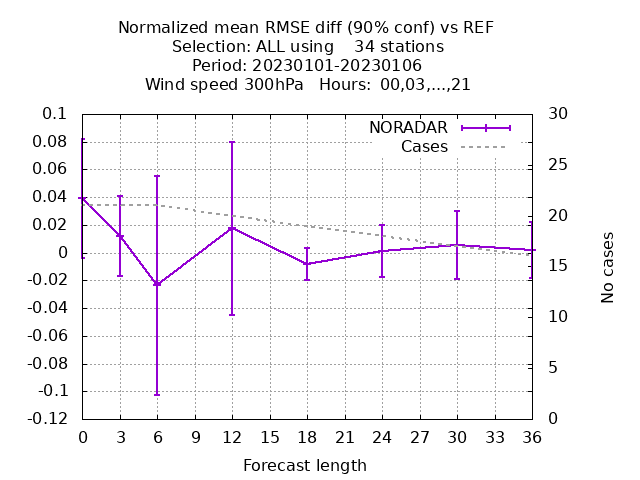 Normalized mean RMSE diff (90% conf) vs REF
Selection: ALL using    34 stations
Period: 20230101-20230106
Wind speed 300hPa   Hours:  00,03,...,21
NORADAR
Cases
0.1
0.08
0.06
0.04
0.02
0
-0.02
-0.04
-0.06
-0.08
-0.1
-0.12
30
25
20
15
10
5
0
No cases
0 3 6 9 12 15 18 21 24 27 30 33 36
Forecast length